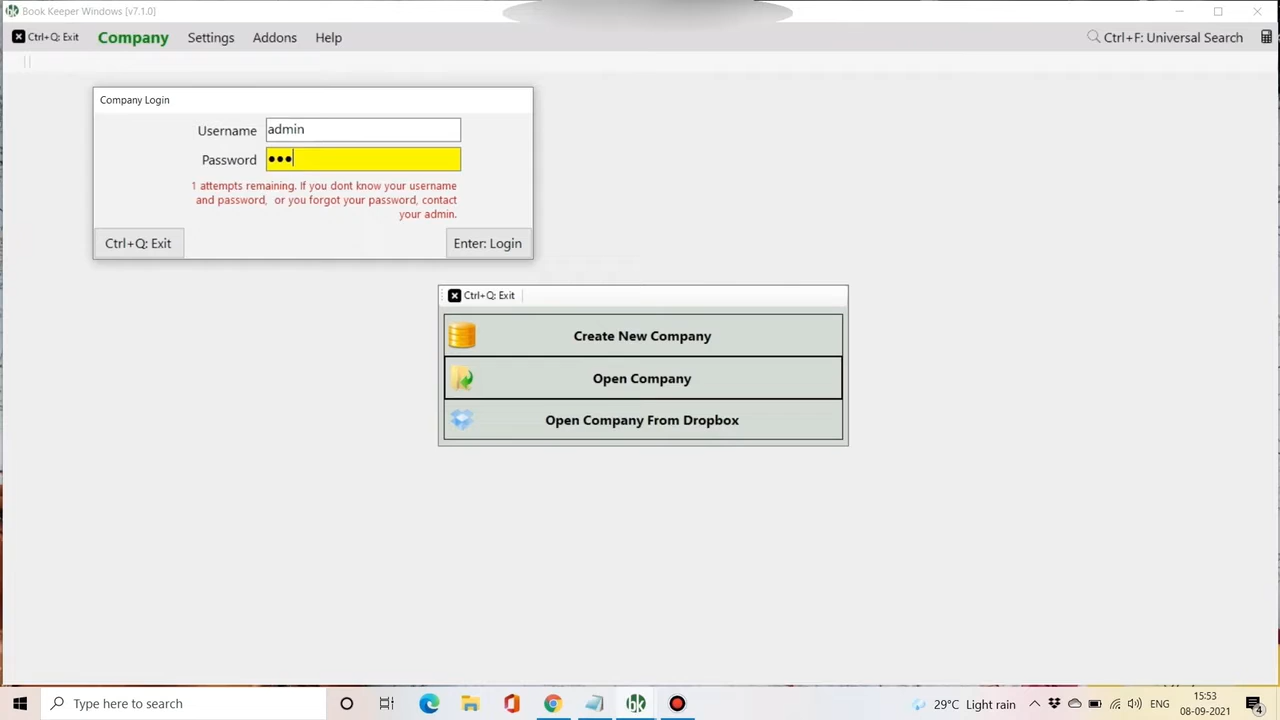 Book Keeper Windows [v7.1.0]
Ctrl+Q: Exit Company Settings Addons Help Ctrl+F: Universal Search
Company Login
Username admin
Password •••
1 attempts remaining. If you dont know your username
and password, or you forgot your password, contact
your admin.
Ctrl+Q: Exit Enter: Login
Ctrl+Q: Exit
Create New Company
Open Company
Open Company From Dropbox
Type here to search bk 29°C Light rain ENG 15:53
08-09-2021 4